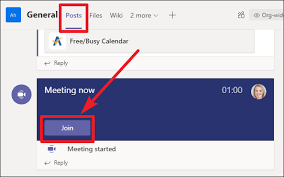 Ah General Posts Files Wiki 2 more + Org-wid
Free/Busy Calendar
Reply
Meeting now 01:00
Join
Meeting started
Reply